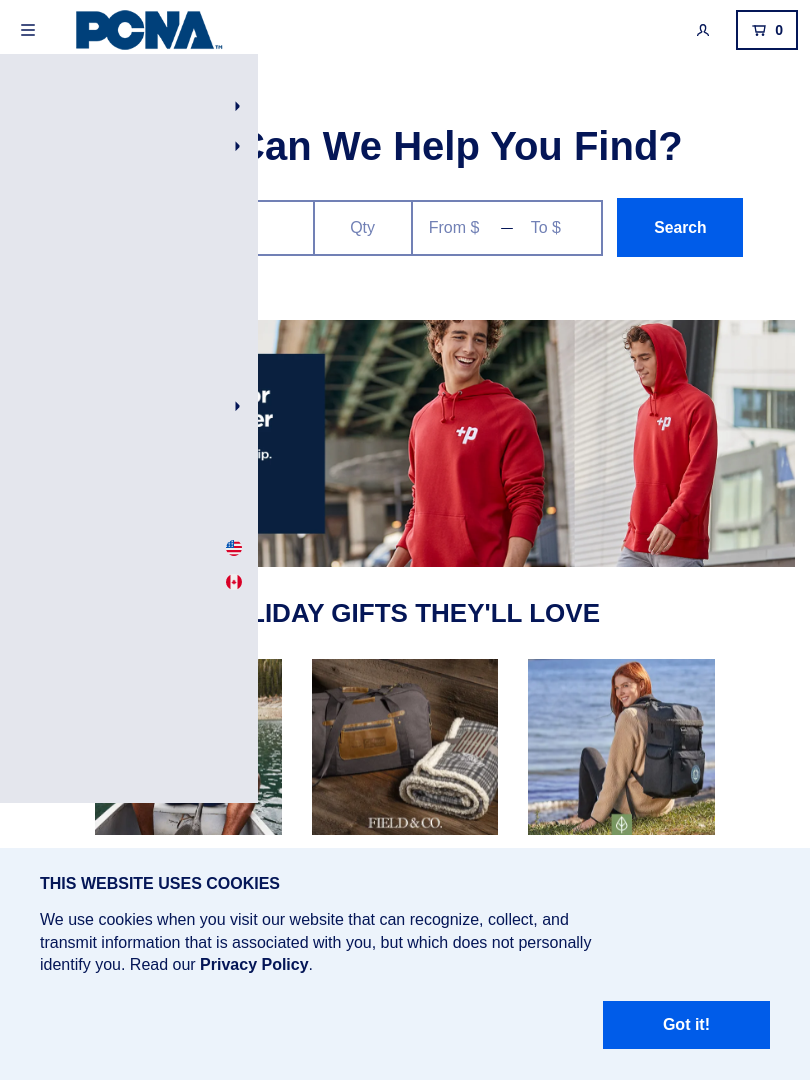 PCNA™
0
Can We Help You Find?
Qty
From $ — To $
Search
or
er
ip.
+p
+p
LIDAY GIFTS THEY'LL LOVE
FIELD & CO.
THIS WEBSITE USES COOKIES
We use cookies when you visit our website that can recognize, collect, and
transmit information that is associated with you, but which does not personally
identify you. Read our Privacy Policy.
Got it!